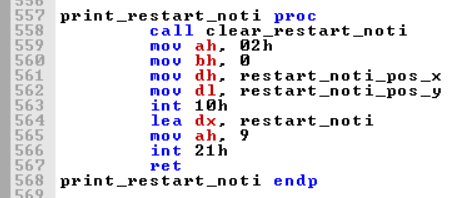 557 print_restart_noti proc
558 call clear_restart_noti
559 mov ah, 02h
560 mov bh, 0
561 mov dh, restart_noti_pos_x
562 mov dl, restart_noti_pos_y
563 int 10h
564 lea dx, restart_noti
565 mov ah, 9
566 int 21h
567 ret
568 print_restart_noti endp
569